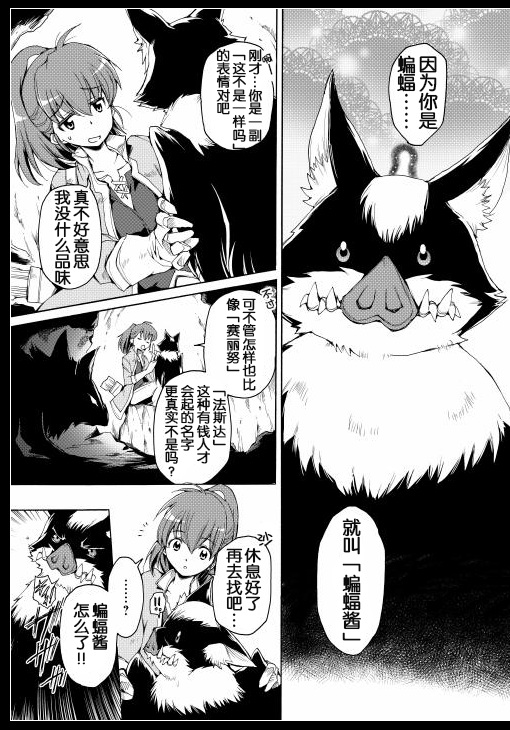 因为你是
蝙蝠……
就叫「蝙蝠酱」
刚才…你是一副
「这不是一样吗」
的表情对吧
真不好意思
我没什么品味
可不管怎样也比
像「赛丽努」
「法斯达」
这种有钱人才
会起的名字
更真实不是吗？
休息好了
再去找吧…
!!
……？
蝙蝠酱
怎么了!!